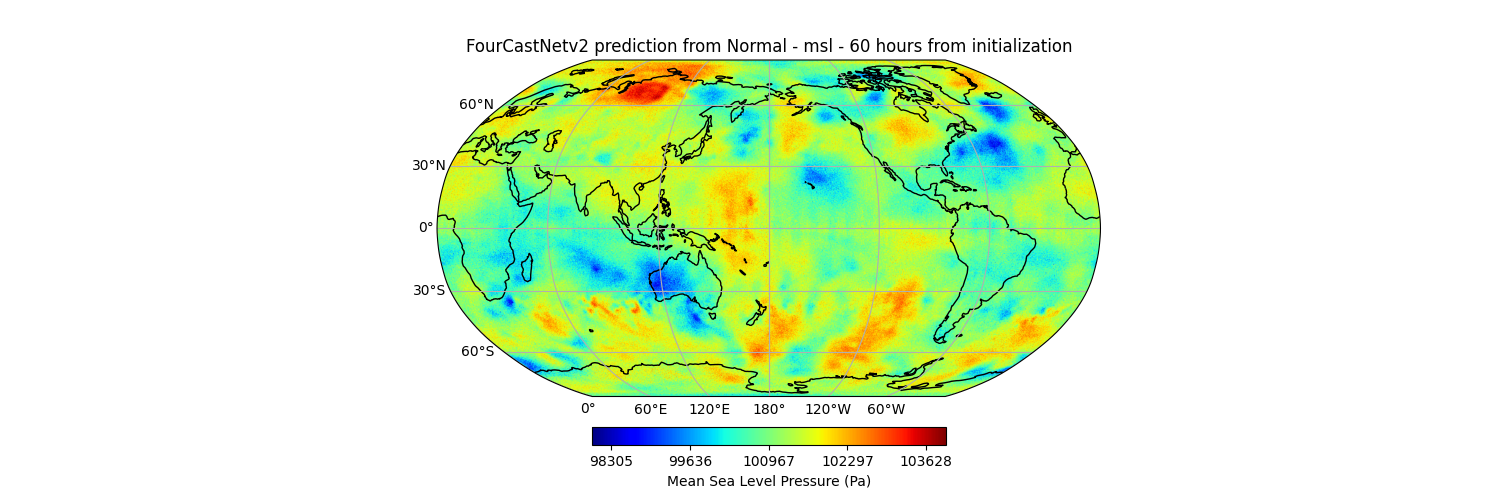 FourCastNetv2 prediction from Normal - msl - 60 hours from initialization
60°N
30°N
0°
30°S
60°S
0° 60°E 120°E 180° 120°W 60°W
98305 99636 100967 102297 103628
Mean Sea Level Pressure (Pa)